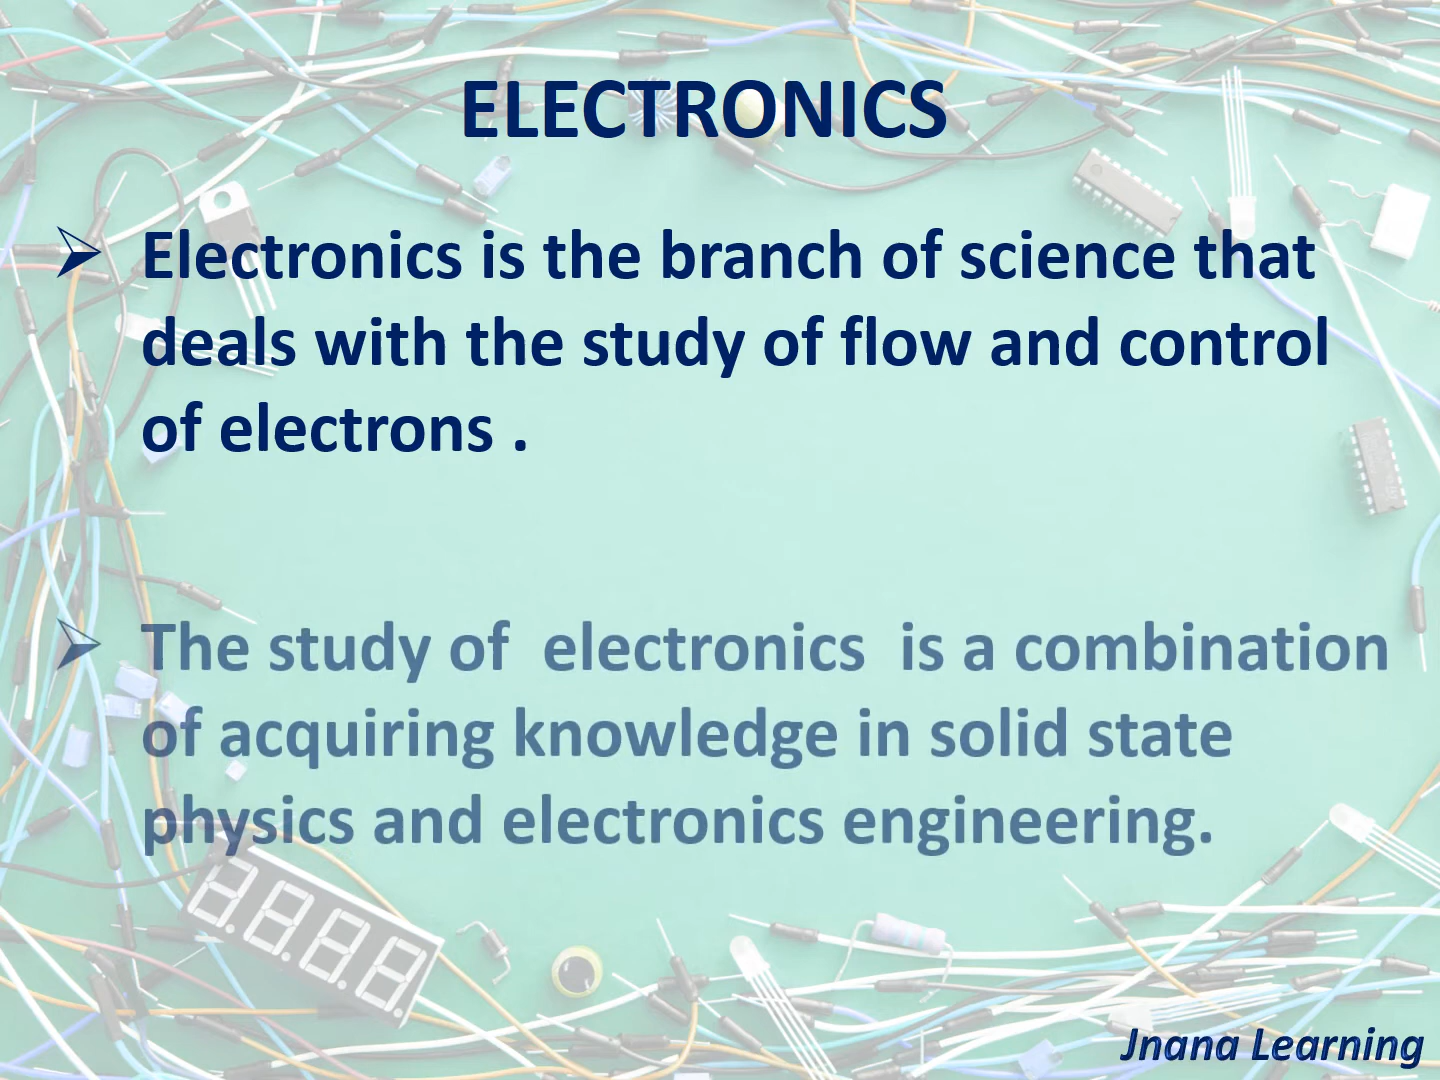 ELECTRONICS
Electronics is the branch of science that
deals with the study of flow and control
of electrons .
The study of  electronics  is a combination
of acquiring knowledge in solid state
physics and electronics engineering.
Jnana Learning